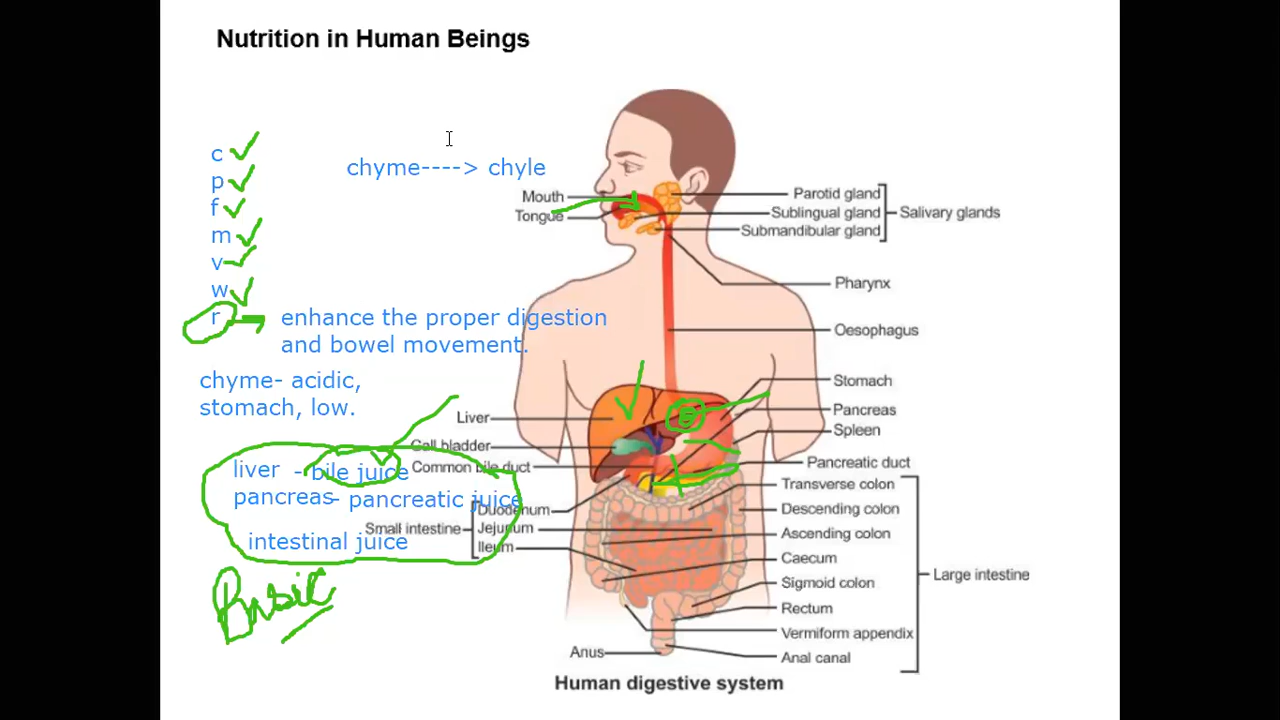 Nutrition in Human Beings
c
p
f
m
v
w
r
enhance the proper digestion
and bowel movement.
chyme----> chyle
chyme- acidic,
stomach, low.
liver - bile juice
pancreas- pancreatic juice
intestinal juice
Basic
Mouth
Tongue
Parotid gland
Sublingual gland
Submandibular gland
Salivary glands
Pharynx
Oesophagus
Stomach
Pancreas
Spleen
Pancreatic duct
Transverse colon
Descending colon
Ascending colon
Caecum
Sigmoid colon
Rectum
Vermiform appendix
Anal canal
Large intestine
Liver
Gall bladder
Common bile duct
Small intestine
Duodenum
Jejunum
Ileum
Anus
Human digestive system